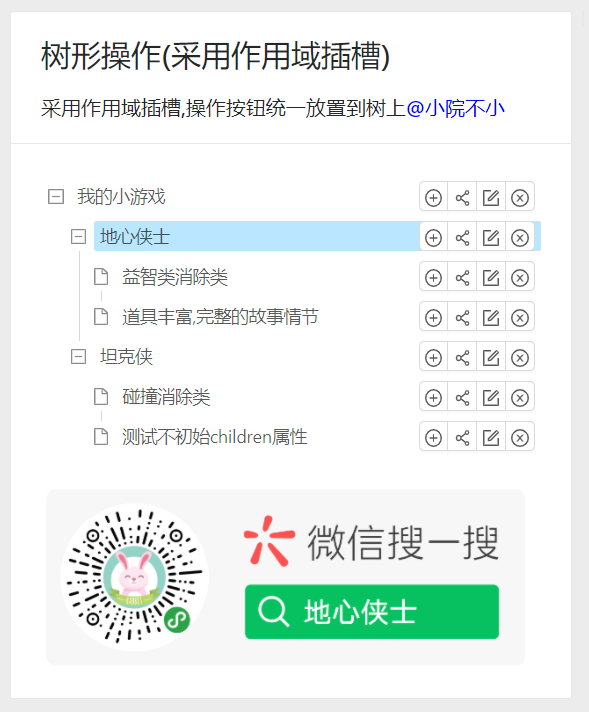 树形操作(采用作用域插槽)
采用作用域插槽,操作按钮统一放置到树上@小院不小
我的小游戏
地心侠士
益智类消除类
道具丰富,完整的故事情节
坦克侠
碰撞消除类
测试不初始children属性
微信搜一搜
地心侠士